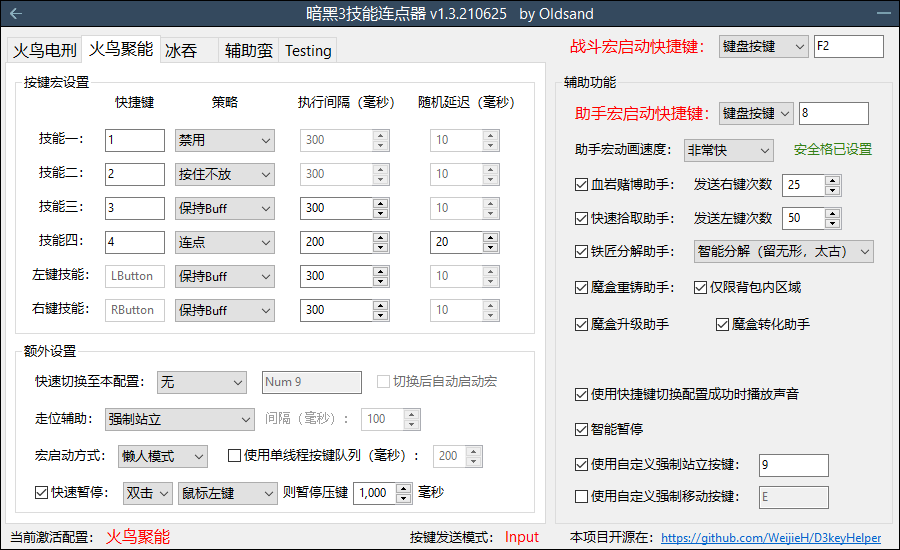 暗黑3技能连点器 v1.3.210625 by Oldsand
火鸟电刑 火鸟聚能 冰吞 辅助蛮 Testing
战斗宏启动快捷键： 键盘按键 F2
按键宏设置
快捷键 策略 执行间隔（毫秒） 随机延迟（毫秒）
技能一： 1 禁用 300 10
技能二： 2 按住不放 300 10
技能三： 3 保持Buff 300 10
技能四： 4 连点 200 20
左键技能： LButton 保持Buff 300 10
右键技能： RButton 保持Buff 300 10
额外设置
快速切换至本配置： 无 Num 9 切换后自动启动宏
走位辅助： 强制站立 间隔（毫秒）： 100
宏启动方式： 懒人模式 使用单线程按键队列（毫秒）： 200
快速暂停： 双击 鼠标左键 则暂停压键 1,000 毫秒
辅助功能
助手宏启动快捷键： 键盘按键 8
助手宏动画速度： 非常快 安全格已设置
血岩赌博助手： 发送右键次数 25
快速拾取助手： 发送左键次数 50
铁匠分解助手： 智能分解（留无形，太古）
魔盒重铸助手： 仅限背包内区域
魔盒升级助手 魔盒转化助手
使用快捷键切换配置成功时播放声音
智能暂停
使用自定义强制站立按键： 9
使用自定义强制移动按键： E
当前激活配置： 火鸟聚能 按键发送模式： Input 本项目开源在： https://github.com/WeijieH/D3keyHelper